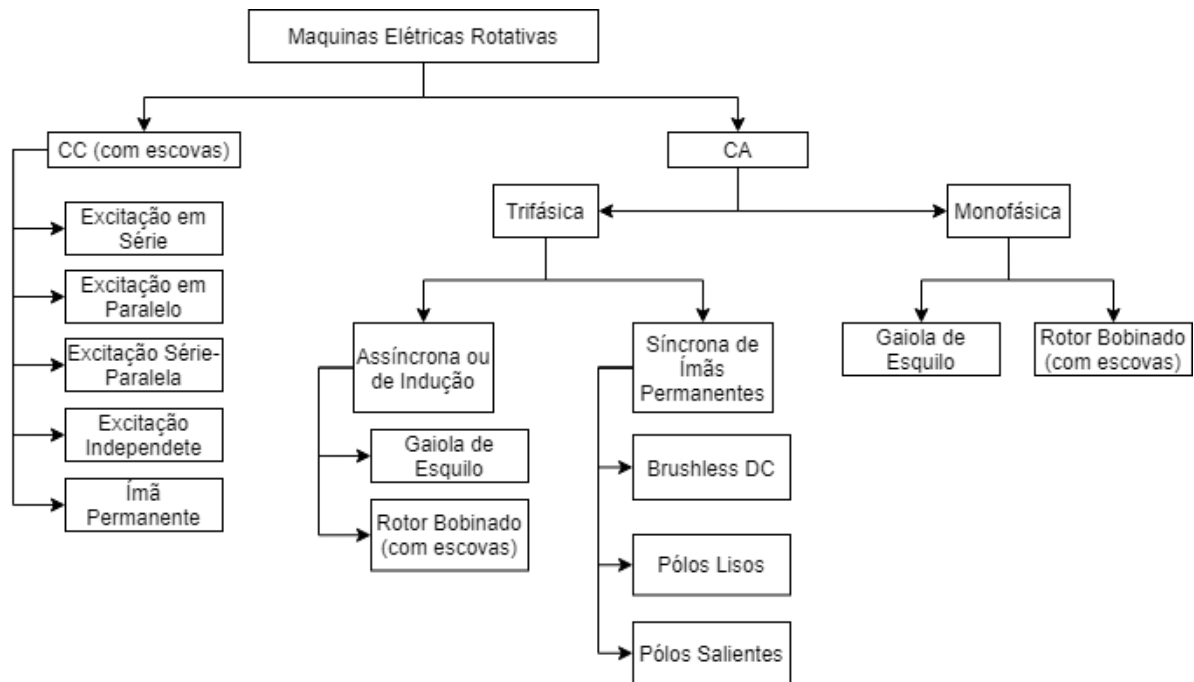 Maquinas Elétricas Rotativas
CC (com escovas)
CA
Excitação em
Série
Excitação em
Paralelo
Excitação Série-
Paralela
Excitação
Independete
Ímã
Permanente
Trifásica
Monofásica
Assíncrona ou
de Indução
Gaiola de
Esquilo
Rotor Bobinado
(com escovas)
Síncrona de
Ímãs
Permanentes
Brushless DC
Pólos Lisos
Pólos Salientes
Gaiola de
Esquilo
Rotor Bobinado
(com escovas)